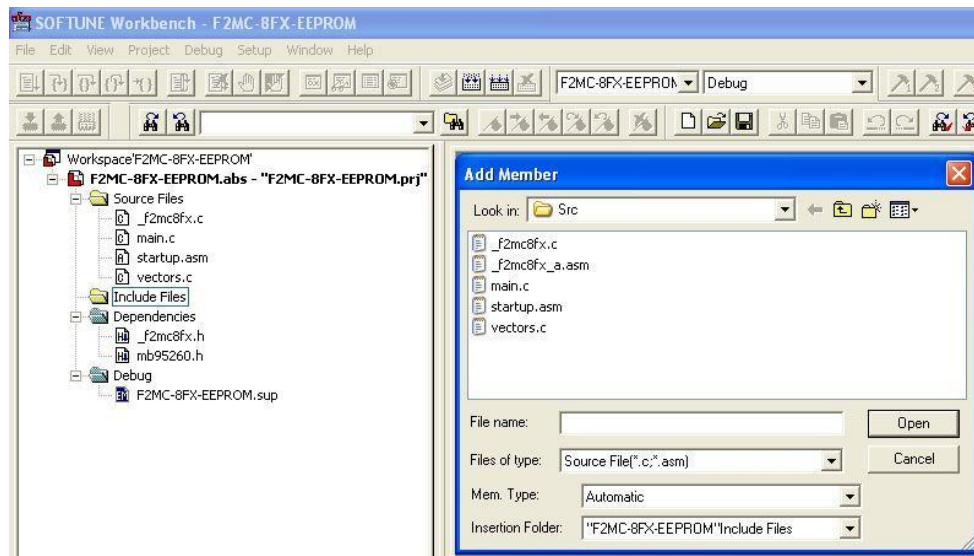 SOFTUNE Workbench - F2MC-8FX-EEPROM
File Edit View Project Debug Setup Window Help
F2MC-8FX-EEPROM Debug
Workspace'F2MC-8FX-EEPROM'
F2MC-8FX-EEPROM.abs - "F2MC-8FX-EEPROM.prj"
Source Files
_f2mc8fx.c
main.c
startup.asm
vectors.c
Include Files
Dependencies
_f2mc8fx.h
mb95260.h
Debug
F2MC-8FX-EEPROM.sup
Add Member
Look in: Src
_f2mc8fx.c
_f2mc8fx_a.asm
main.c
startup.asm
vectors.c
File name: Open
Files of type: Source File(*.c;*.asm) Cancel
Mem. Type: Automatic
Insertion Folder: "F2MC-8FX-EEPROM"Include Files